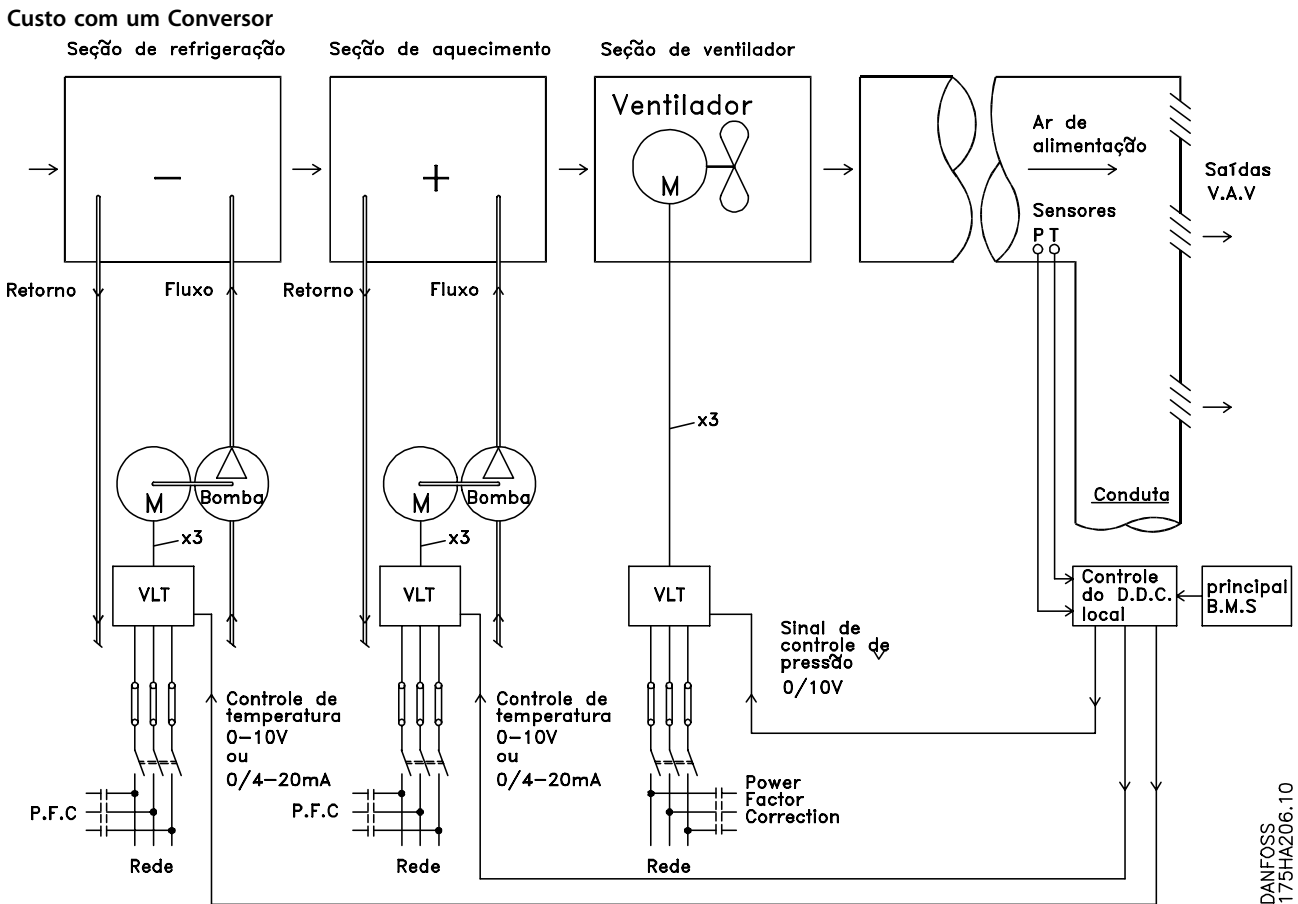 Custo com um Conversor
Seção de refrigeração
Seção de aquecimento
Seção de ventilador
−
+
Ventilador
M
Ar de
alimentação
Saídas
V.A.V
Sensores
P T
Retorno
Fluxo
Retorno
Fluxo
x3
M
Bomba
M
Bomba
Conduta
x3
x3
VLT
VLT
VLT
Controle
do D.D.C.
local
principal
B.M.S
Sinal de
controle de
pressão
0/10V
Controle de
temperatura
0−10V
ou
0/4−20mA
Controle de
temperatura
0−10V
ou
0/4−20mA
P.F.C
P.F.C
Power
Factor
Correction
Rede
Rede
Rede
DANFOSS
175HA206.10